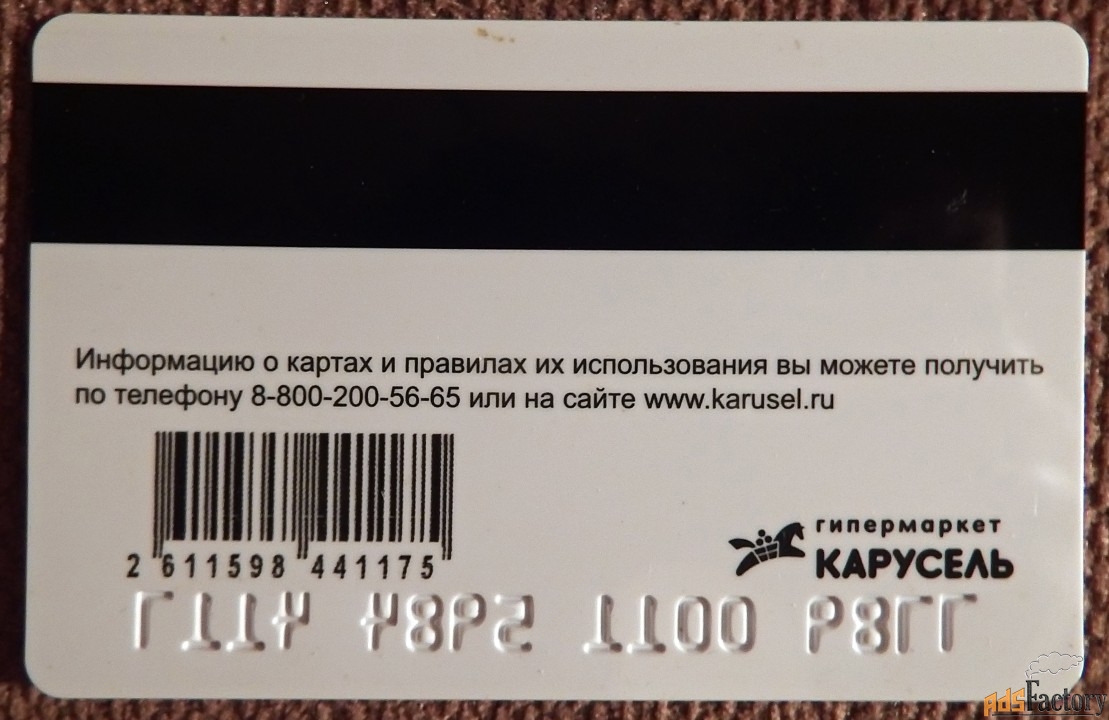 Информацию о картах и правилах их использования вы можете получить
по телефону 8-800-200-56-65 или на сайте www.karusel.ru
2 611598 441175
гипермаркет
КАРУСЕЛЬ
AdsFactory